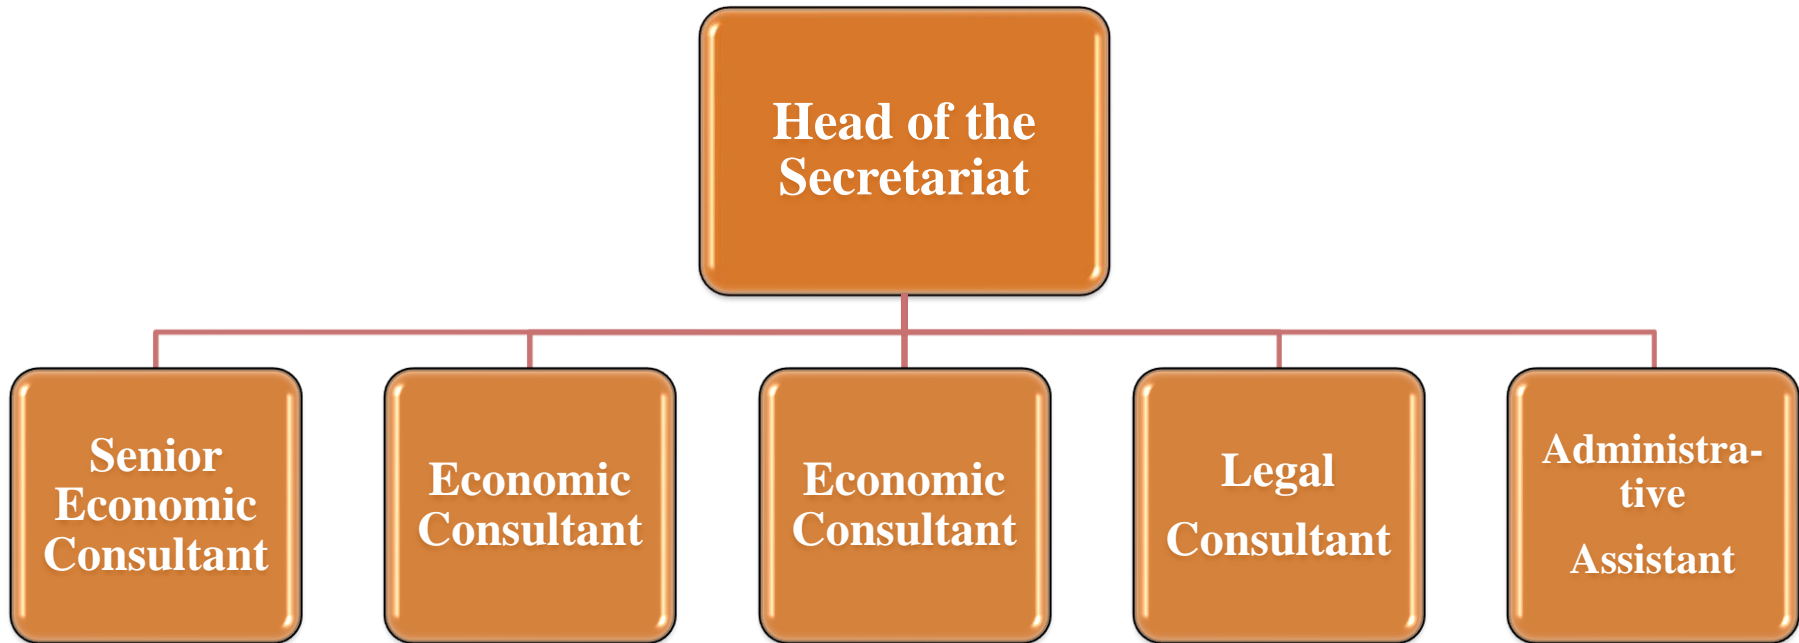 Head of the
Secretariat
Senior
Economic
Consultant
Economic
Consultant
Economic
Consultant
Legal
Consultant
Administra-
tive
Assistant